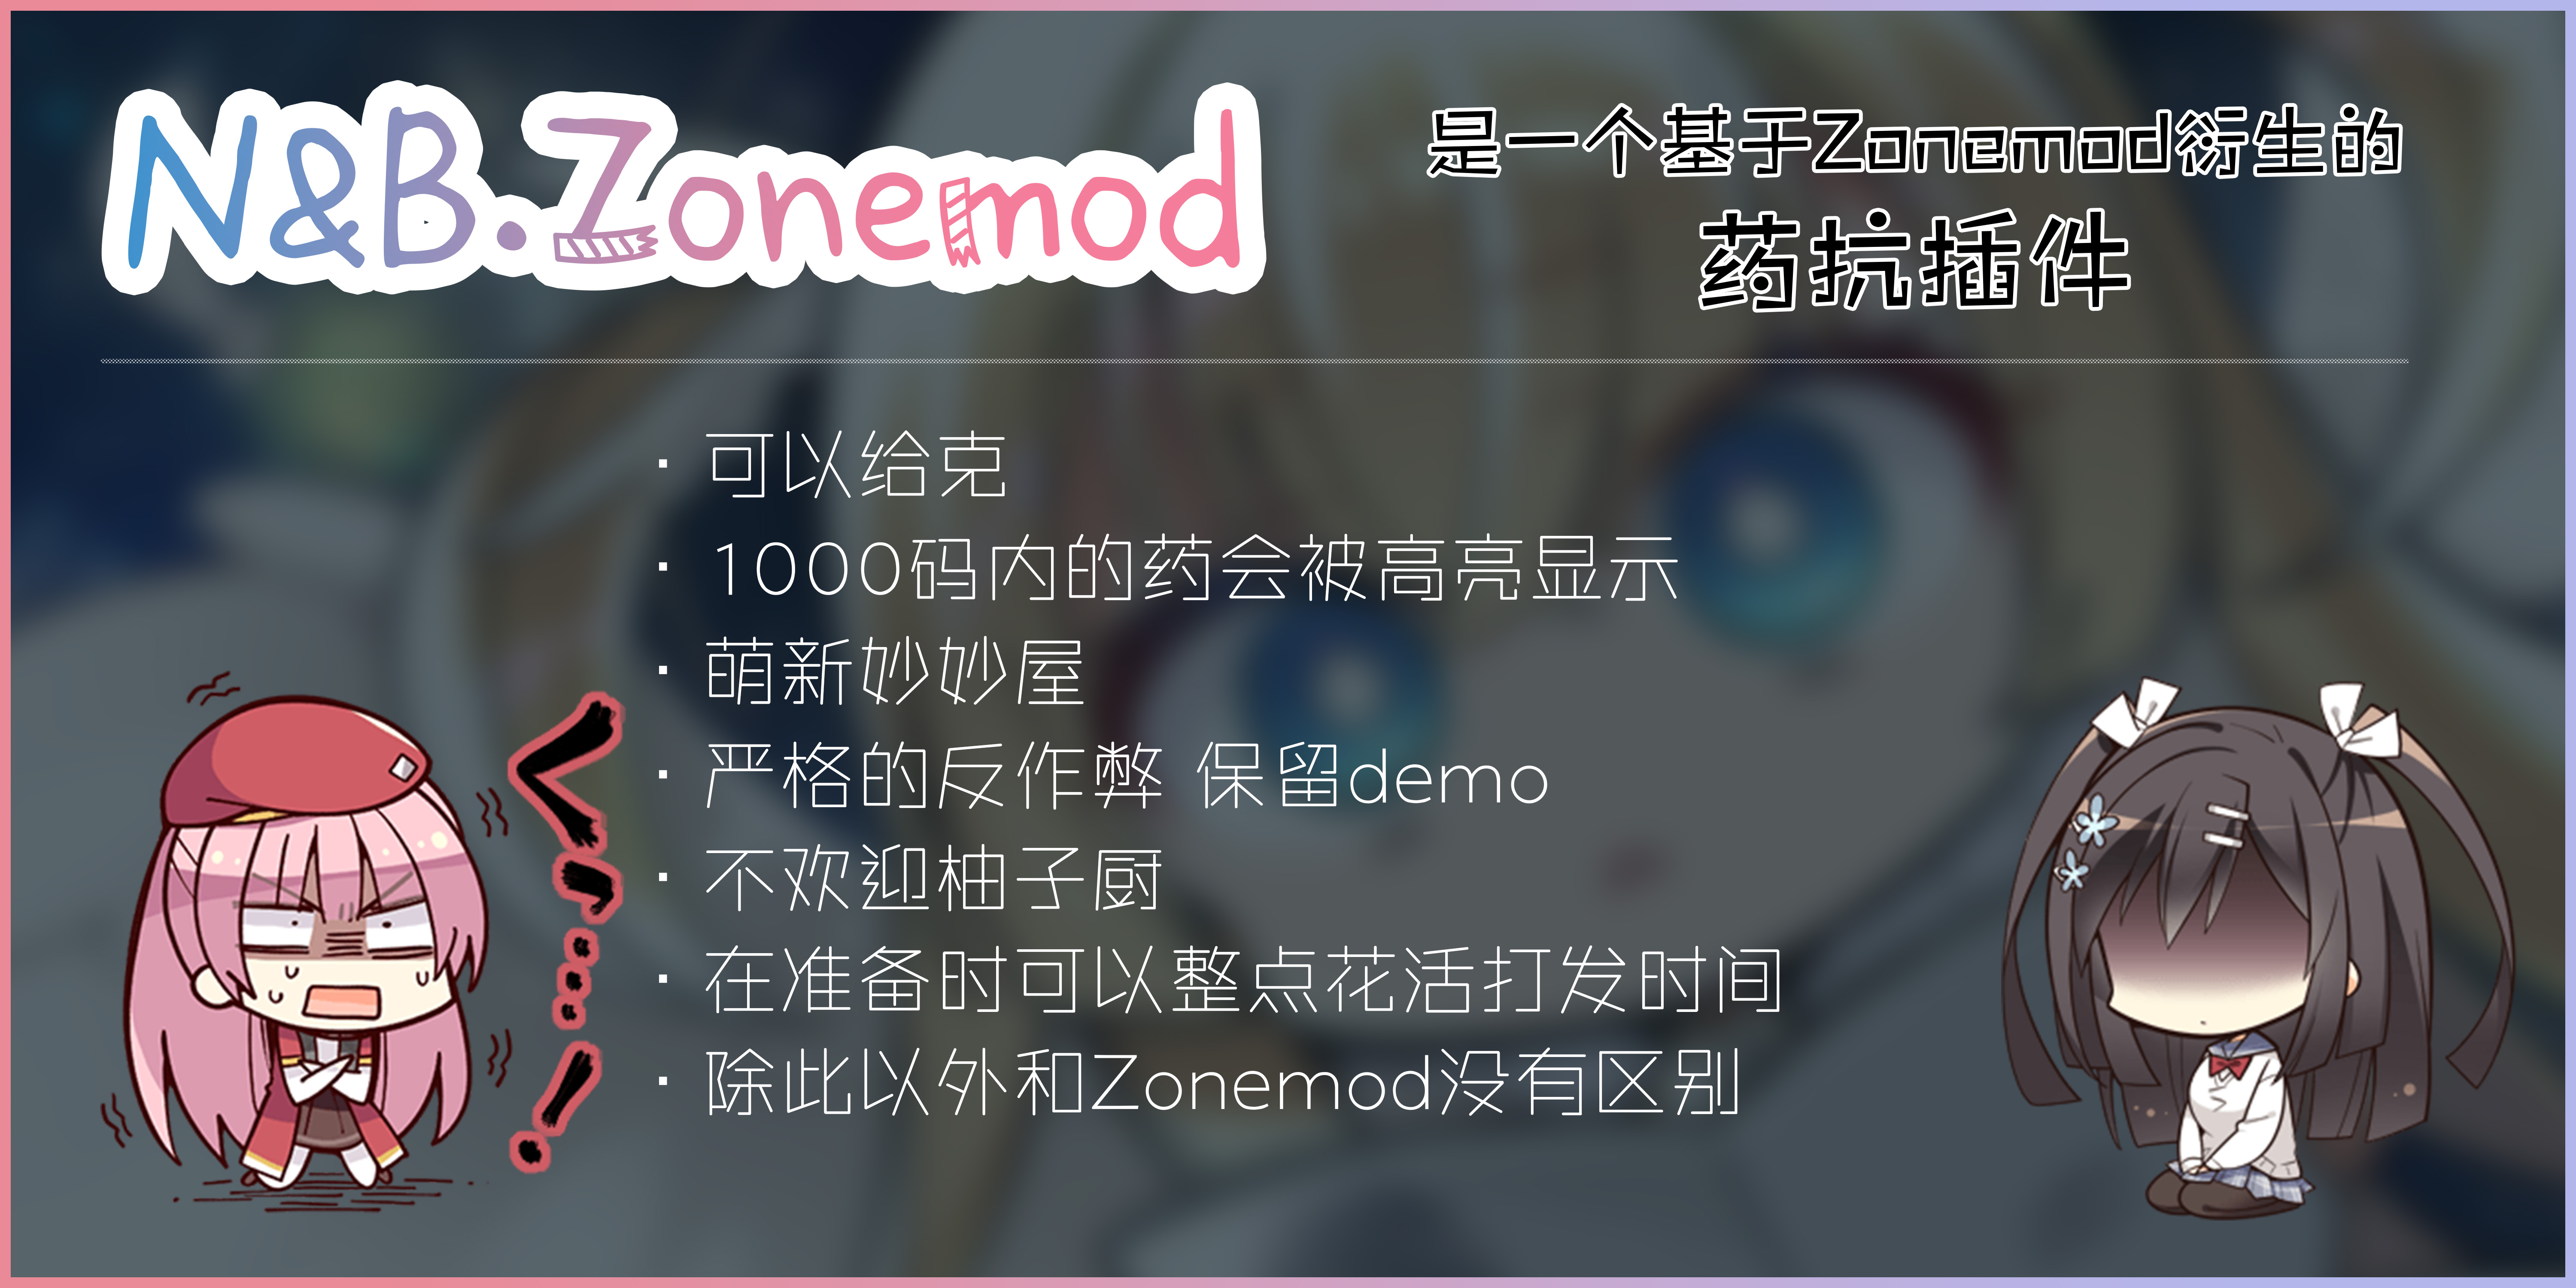 N&B.Zonemod
是一个基于Zonemod衍生的
药抗插件
· 可以给克
· 1000码内的药会被高亮显示
· 萌新妙妙屋
· 严格的反作弊 保留demo
· 不欢迎柚子厨
· 在准备时可以整点花活打发时间
· 除此以外和Zonemod没有区别
くっ……!